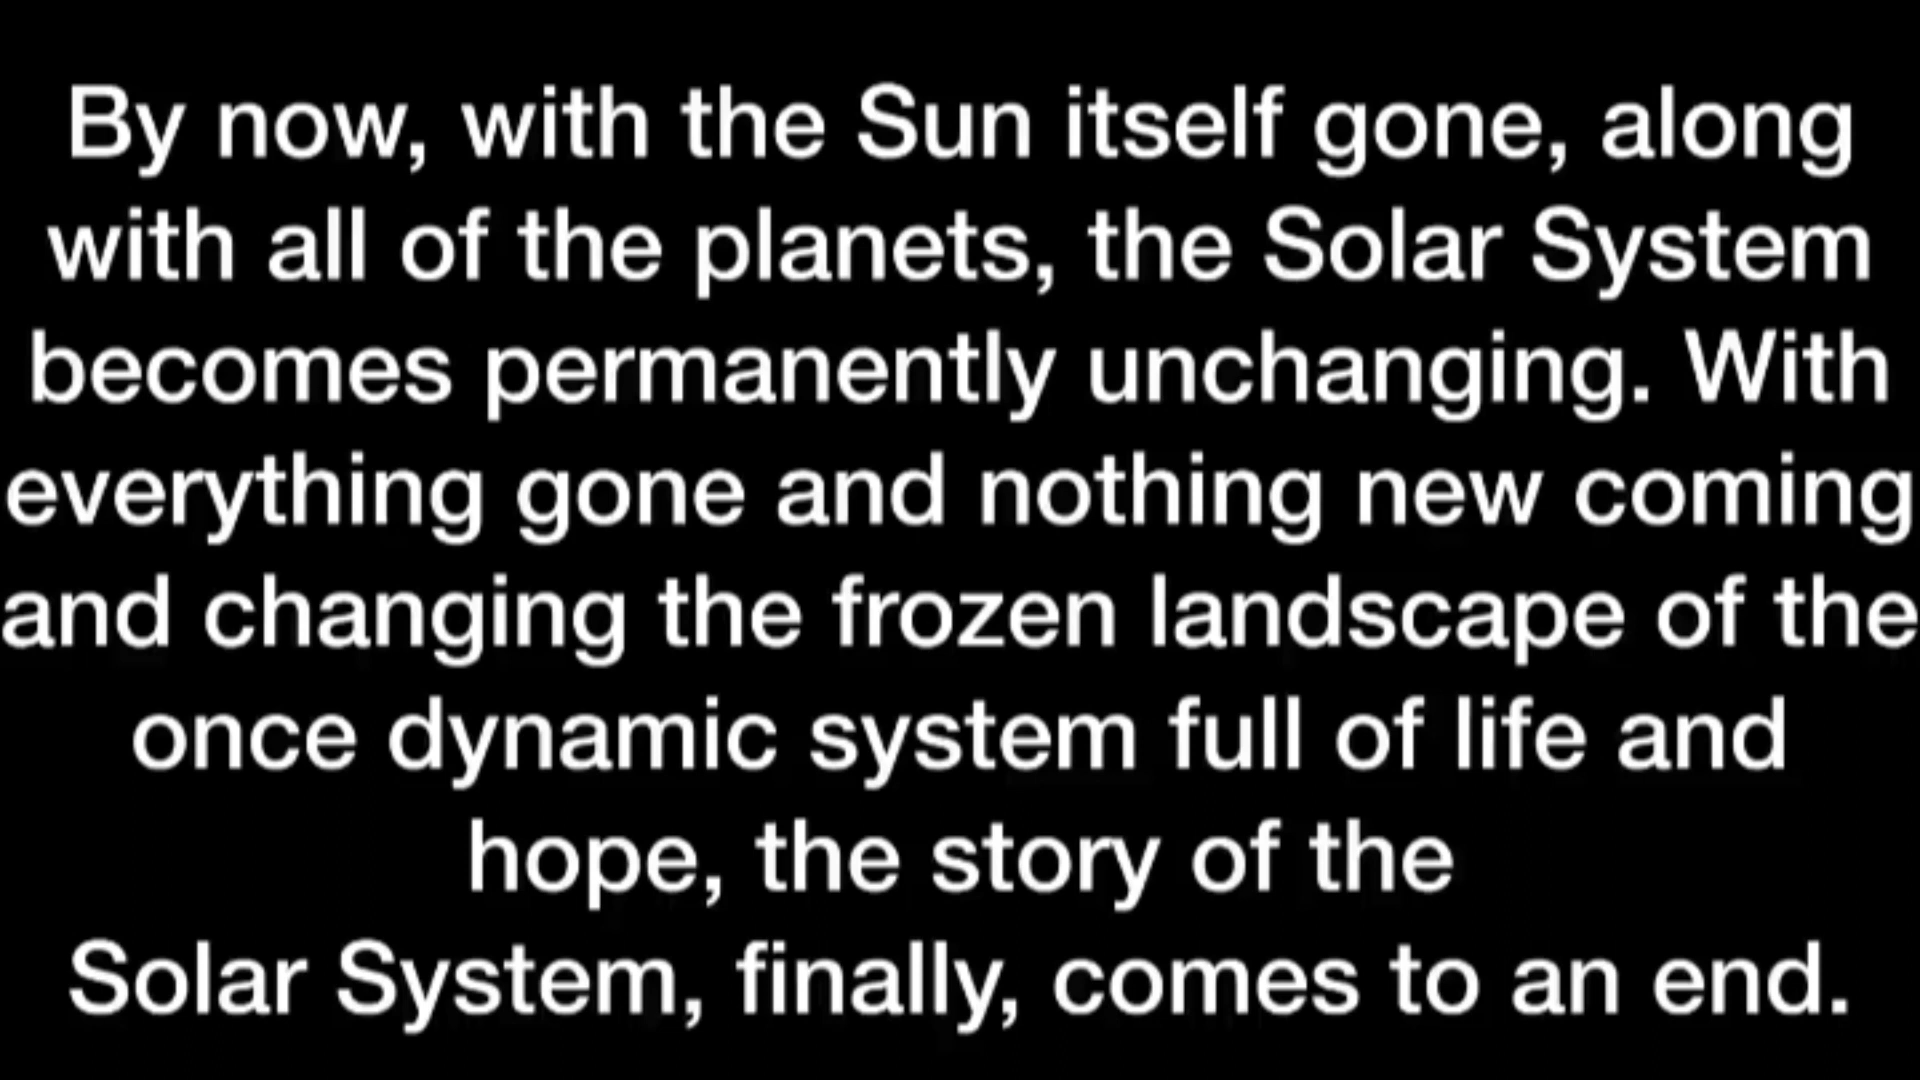 By now, with the Sun itself gone, along
with all of the planets, the Solar System
becomes permanently unchanging. With
everything gone and nothing new coming
and changing the frozen landscape of the
once dynamic system full of life and
hope, the story of the
Solar System, finally, comes to an end.